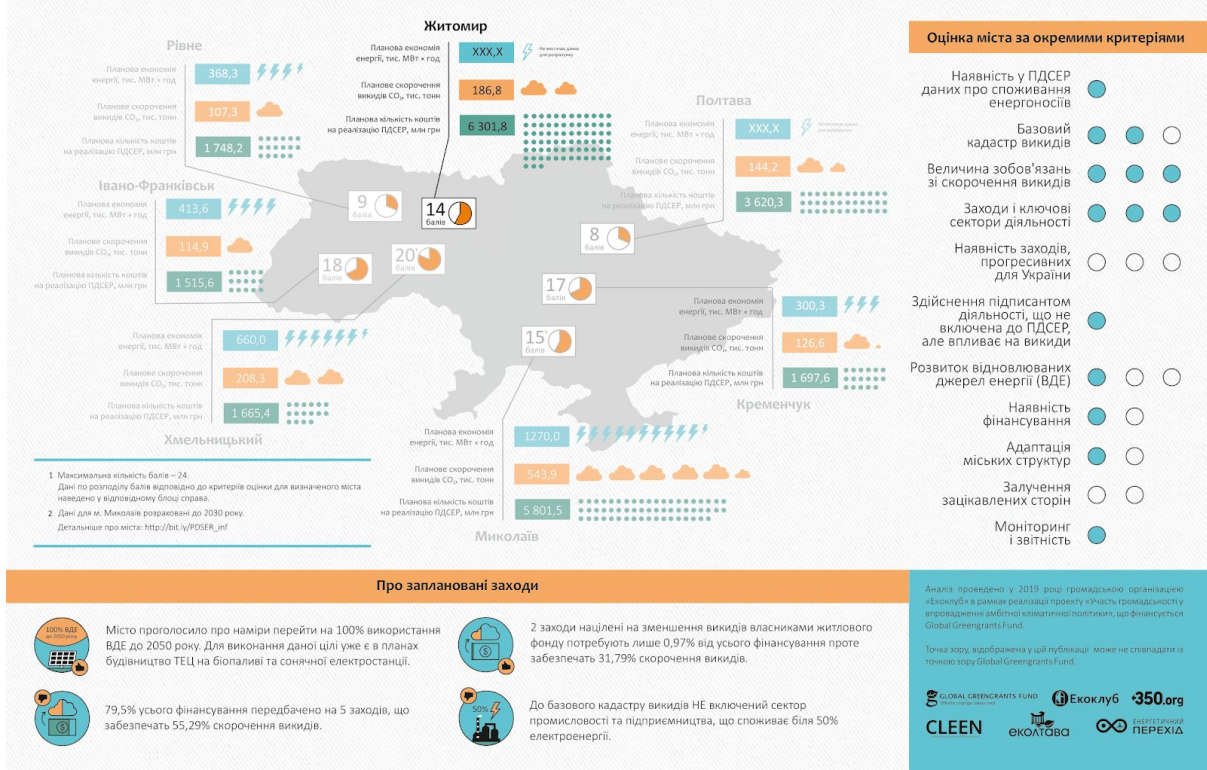 Житомир
Планова економія
енергії, тис. МВт × год
XXX,X
Не вистачає даних
для розрахунку
Планове скорочення
викидів CO₂, тис. тонн
186,8
Планова кількість коштів
на реалізацію ПДСЕР, млн грн
6 301,8
14
балів
Рівне
Планова економія
енергії, тис. МВт × год
368,3
Планове скорочення
викидів CO₂, тис. тонн
107,3
Планова кількість коштів
на реалізацію ПДСЕР, млн грн
1 748,2
9
балів
Полтава
Планова економія
енергії, тис. МВт × год
XXX,X
Не вистачає даних
для розрахунку
Планове скорочення
викидів CO₂, тис. тонн
144,2
Планова кількість коштів
на реалізацію ПДСЕР, млн грн
3 620,3
8
балів
Івано-Франківськ
Планова економія
енергії, тис. МВт × год
413,6
Планове скорочення
викидів CO₂, тис. тонн
114,9
Планова кількість коштів
на реалізацію ПДСЕР, млн грн
1 515,6
18
балів
20
балів
17
балів
15
балів
Планова економія
енергії, тис. МВт × год
300,3
Планове скорочення
викидів CO₂, тис. тонн
126,6
Планова кількість коштів
на реалізацію ПДСЕР, млн грн
1 697,6
Кременчук
Планова економія
енергії, тис. МВт × год
660,0
Планове скорочення
викидів CO₂, тис. тонн
208,3
Планова кількість коштів
на реалізацію ПДСЕР, млн грн
1 665,4
Хмельницький
Планова економія
енергії, тис. МВт × год
1270,0
Планове скорочення
викидів CO₂, тис. тонн
543,9
Планова кількість коштів
на реалізацію ПДСЕР, млн грн
5 801,5
Миколаїв
1 Максимальна кількість балів – 24.
Дані по розподілу балів відповідно до критеріїв оцінки для визначеного міста
наведено у відповідному блоці справа.
2 Дані для м. Миколаїв розраховані до 2030 року.
Детальніше про міста: http://bit.ly/PDSER_inf
Оцінка міста за окремими критеріями
Наявність у ПДСЕР
даних про споживання
енергоносіїв
Базовий
кадастр викидів
Величина зобов'язань
зі скорочення викидів
Заходи і ключові
сектори діяльності
Наявність заходів,
прогресивних
для України
Здійснення підписантом
діяльності, що не
включена до ПДСЕР,
але впливає на викиди
Розвиток відновлюваних
джерел енергії (ВДЕ)
Наявність
фінансування
Адаптація
міських структур
Залучення
зацікавлених сторін
Моніторинг
і звітність
Про заплановані заходи
100% ВДЕ
до 2050 року
Місто проголосило про наміри перейти на 100% використання
ВДЕ до 2050 року. Для виконання даної цілі уже є в планах
будівництво ТЕЦ на біопаливі та сонячної електростанції.
79,5% усього фінансування передбачено на 5 заходів, що
забезпечать 55,29% скорочення викидів.
2 заходи націлені на зменшення викидів власниками житлового
фонду потребують лише 0,97% від усього фінансування проте
забезпечать 31,79% скорочення викидів.
50%
До базового кадастру викидів НЕ включений сектор
промисловості та підприємництва, що споживає біля 50%
електроенергії.
Аналіз проведено у 2019 році громадською організацією
«Екоклуб» в рамках реалізації проекту «Участь громадськості у
впровадженні амбітної кліматичної політики», що фінансується
Global Greengrants Fund.
Точка зору, відображена у цій публікації може не співпадати із
точкою зору Global Greengrants Fund.
GLOBAL GREENGRANTS FUND
Where change takes root
Екоклуб
350.org
CLEEN
еколтава
ЕНЕРГЕТИЧНИЙ
ПЕРЕХІД